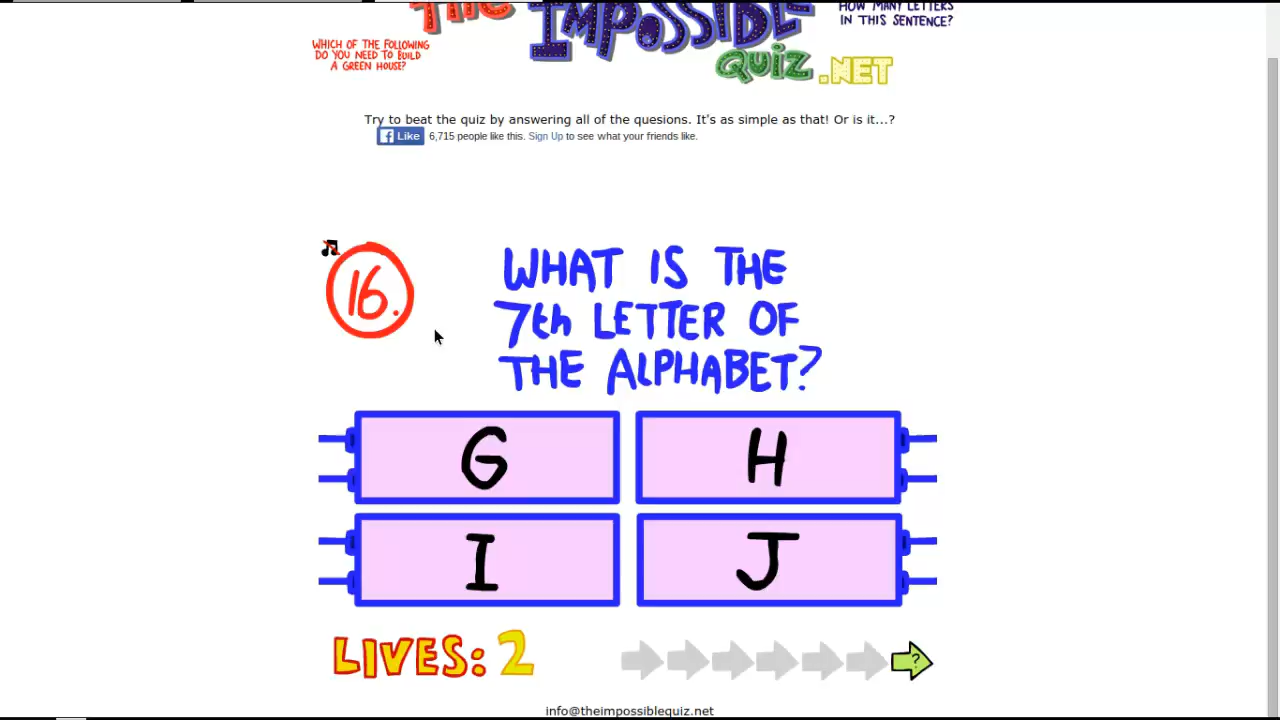 THE IMPOSSIBLE QUIZ.NET
WHICH OF THE FOLLOWING
DO YOU NEED TO BUILD
A GREEN HOUSE?
HOW MANY LETTERS
IN THIS SENTENCE?
Try to beat the quiz by answering all of the quesions. It's as simple as that! Or is it...?
Like 6,715 people like this. Sign Up to see what your friends like.
16.
WHAT IS THE
7th LETTER OF
THE ALPHABET?
G H
I J
LIVES: 2
?
info@theimpossiblequiz.net